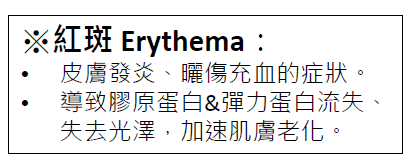 ※紅斑 Erythema：
• 皮膚發炎、曬傷充血的症狀。
• 導致膠原蛋白&彈力蛋白流失、
失去光澤，加速肌膚老化。